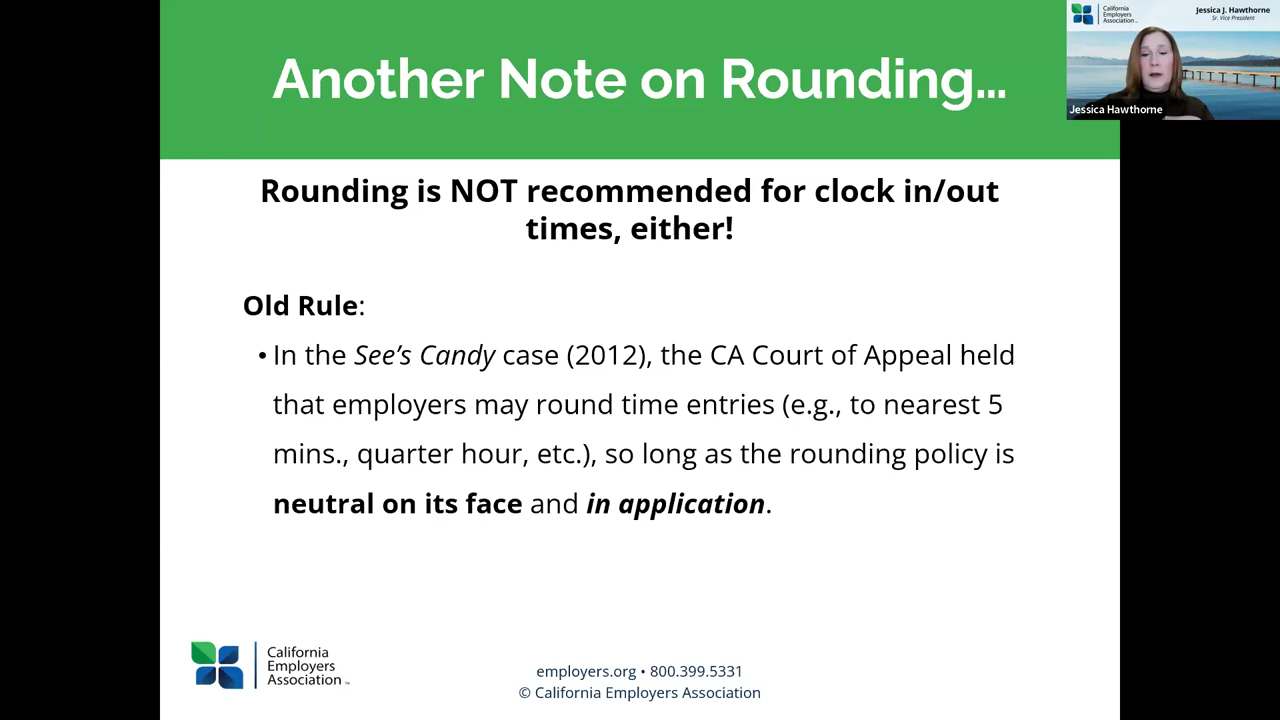 Another Note on Rounding...
California
Employers
Association
Jessica J. Hawthorne
Sr. Vice President
Jessica Hawthorne
Rounding is NOT recommended for clock in/out
times, either!
Old Rule:
• In the See's Candy case (2012), the CA Court of Appeal held
that employers may round time entries (e.g., to nearest 5
mins., quarter hour, etc.), so long as the rounding policy is
neutral on its face and in application.
California
Employers
Association™
employers.org • 800.399.5331
© California Employers Association